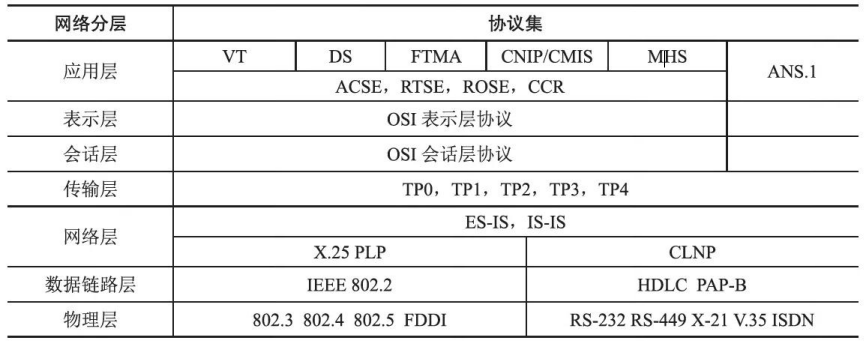 网络分层 协议集
应用层 VT DS FTMA CNIP/CMIS MHS ANS.1
ACSE，RTSE，ROSE，CCR
表示层 OSI 表示层协议
会话层 OSI 会话层协议
传输层 TP0，TP1，TP2，TP3，TP4
网络层 ES-IS，IS-IS
X.25 PLP CLNP
数据链路层 IEEE 802.2 HDLC PAP-B
物理层 802.3 802.4 802.5 FDDI RS-232 RS-449 X-21 V.35 ISDN